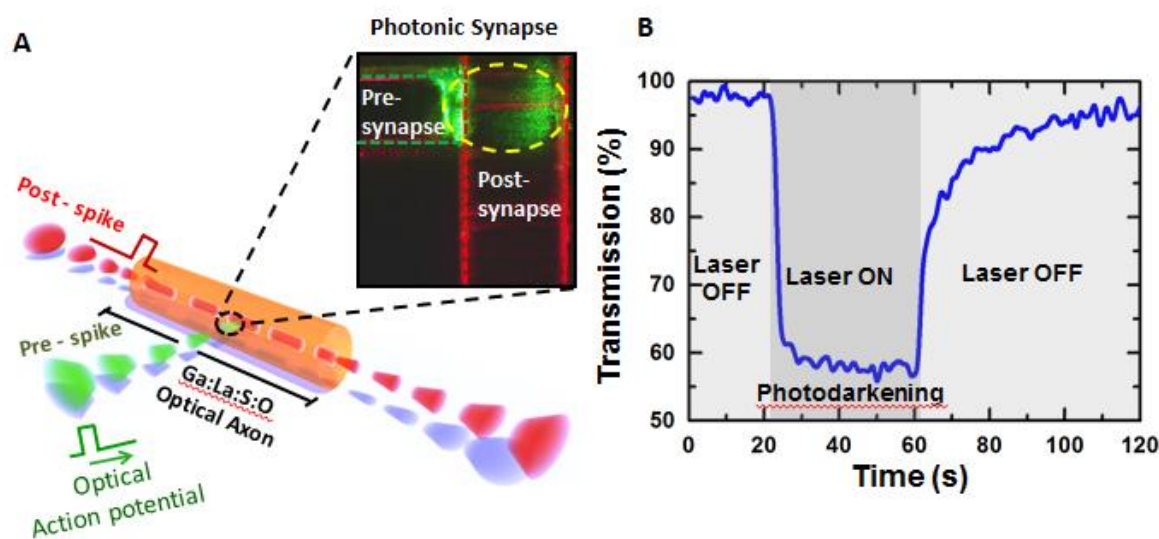 A
Photonic Synapse
Pre-
synapse
Post-
synapse
Post - spike
Pre - spike
Ga:La:S:O
Optical Axon
Optical
Action potential
B
Transmission (%)
100
90
80
70
60
50
Laser
OFF
Laser ON
Laser OFF
Photodarkening
0
20
40
60
80
100
120
Time (s)